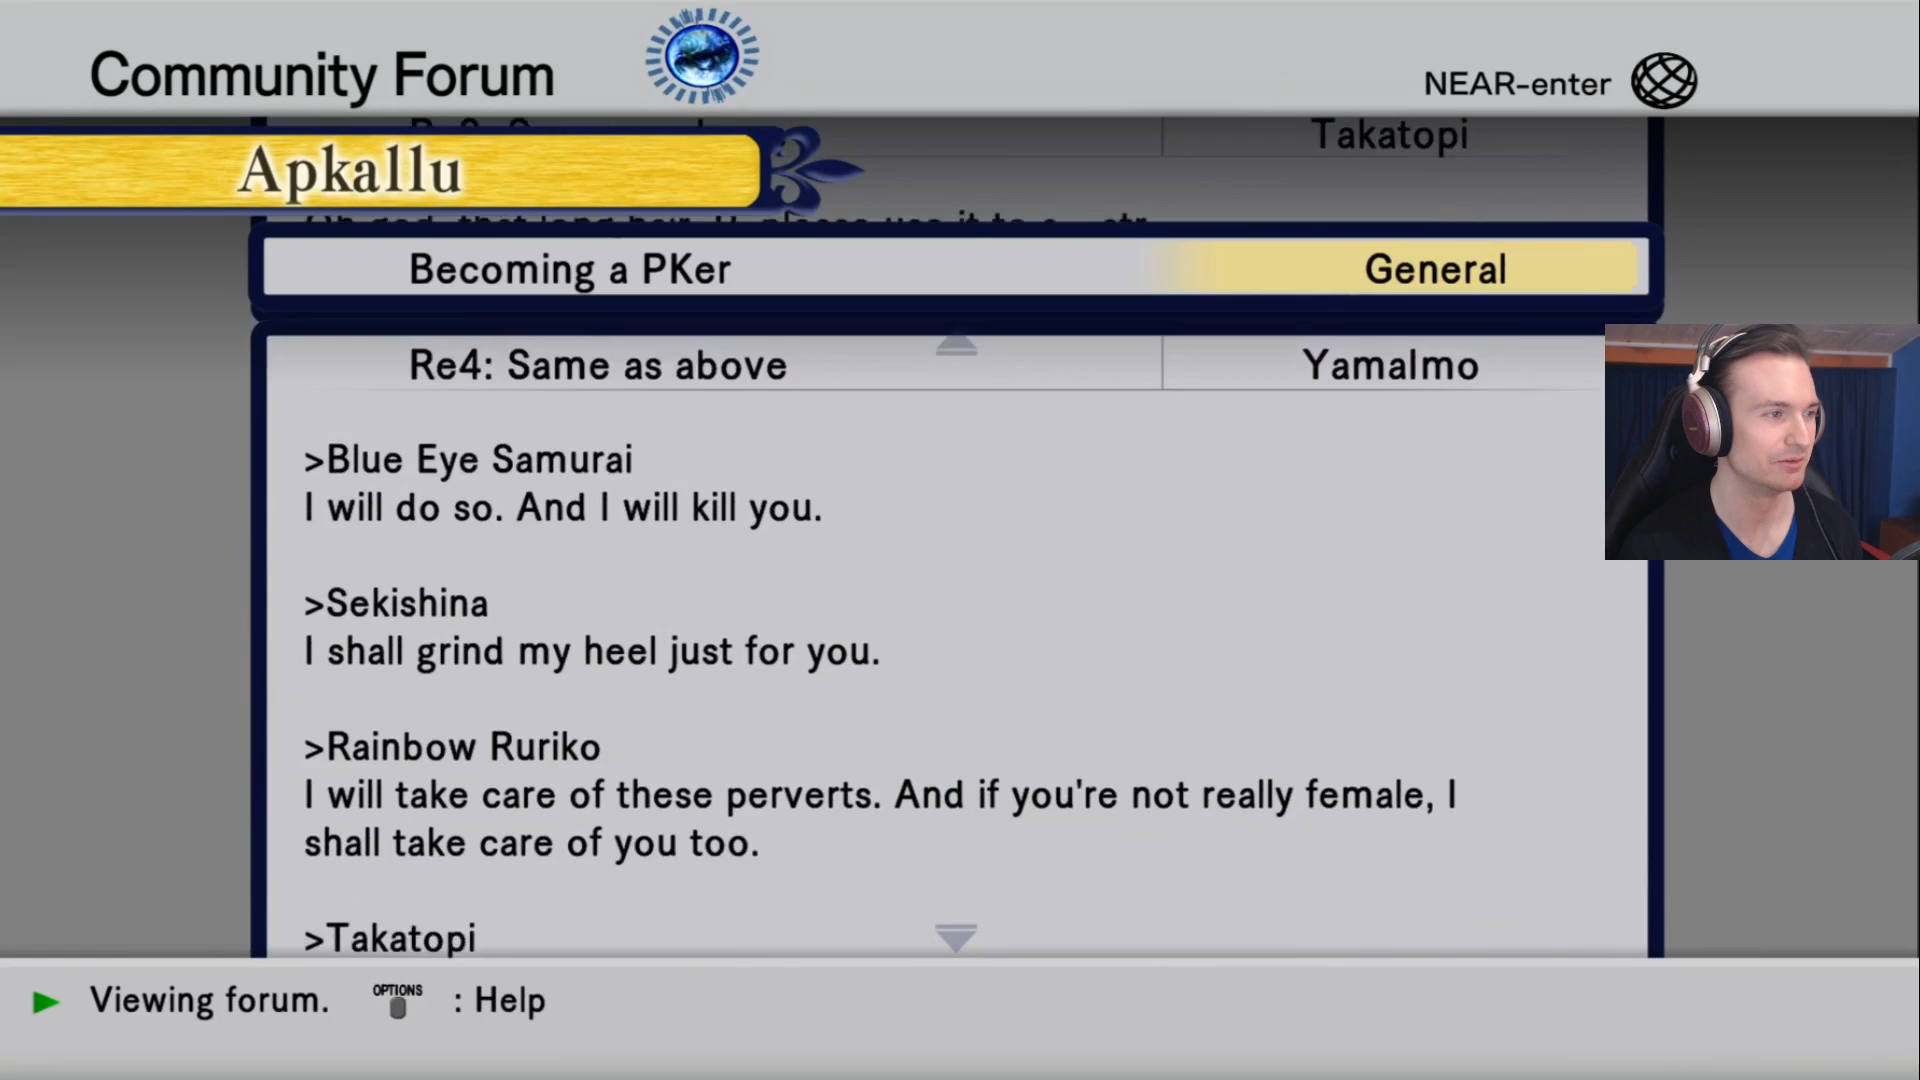 Community Forum
NEAR-enter
Takatopi
Apkallu
Becoming a PKer
General
Re4: Same as above
YamaImo
>Blue Eye Samurai
I will do so. And I will kill you.
>Sekishina
I shall grind my heel just for you.
>Rainbow Ruriko
I will take care of these perverts. And if you're not really female, I
shall take care of you too.
>Takatopi
Viewing forum.
OPTIONS
: Help